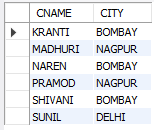 CNAME CITY
KRANTI BOMBAY
MADHURI NAGPUR
NAREN BOMBAY
PRAMOD NAGPUR
SHIVANI BOMBAY
SUNIL DELHI